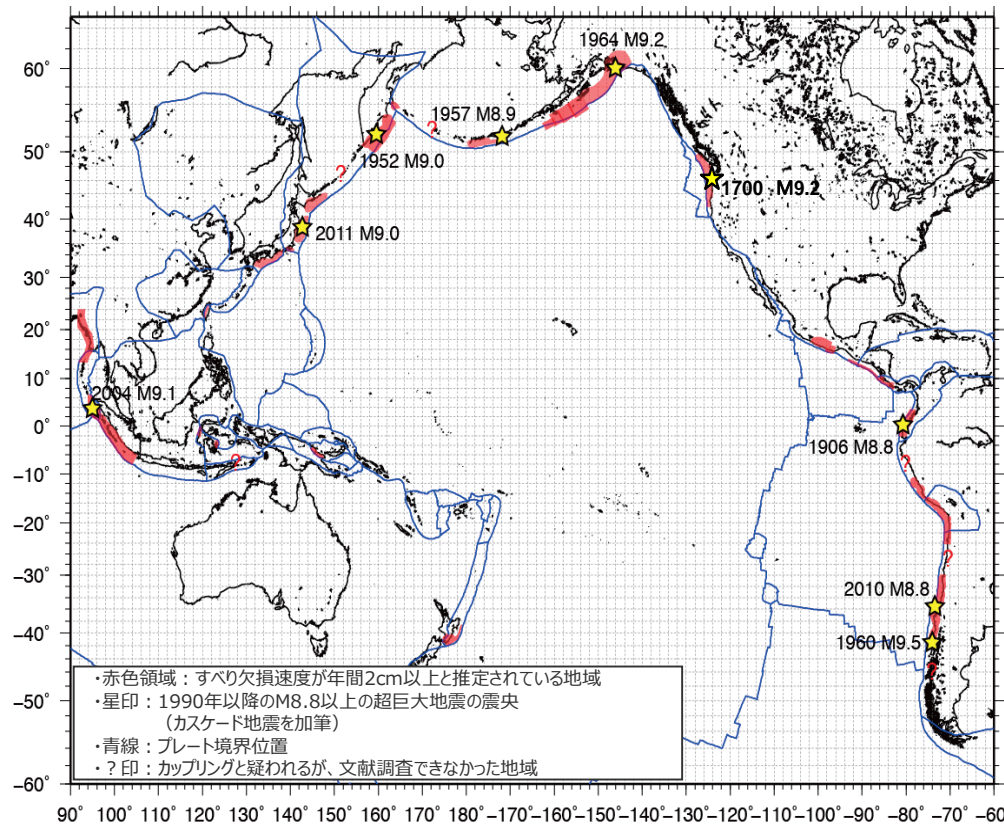 1964 M9.2
60°
1957 M8.9
?
50°
1952 M9.0
?
1700 M9.2
40°
2011 M9.0
30°
20°
10°
2004 M9.1
0°
1906 M8.8
?
?
−10°
−20°
?
−30°
2010 M8.8
−40°
1960 M9.5
?
・赤色領域：すべり欠損速度が年間2cm以上と推定されている地域
・星印：1990年以降のM8.8以上の超巨大地震の震央
（カスケード地震を加筆）
・青線：プレート境界位置
・？印：カップリングと疑われるが、文献調査できなかった地域
−50°
−60°
90 100 110 120 130 140 150 160 170 180 −170 −160 −150 −140 −130 −120 −110 −100 −90 −80 −70 −60